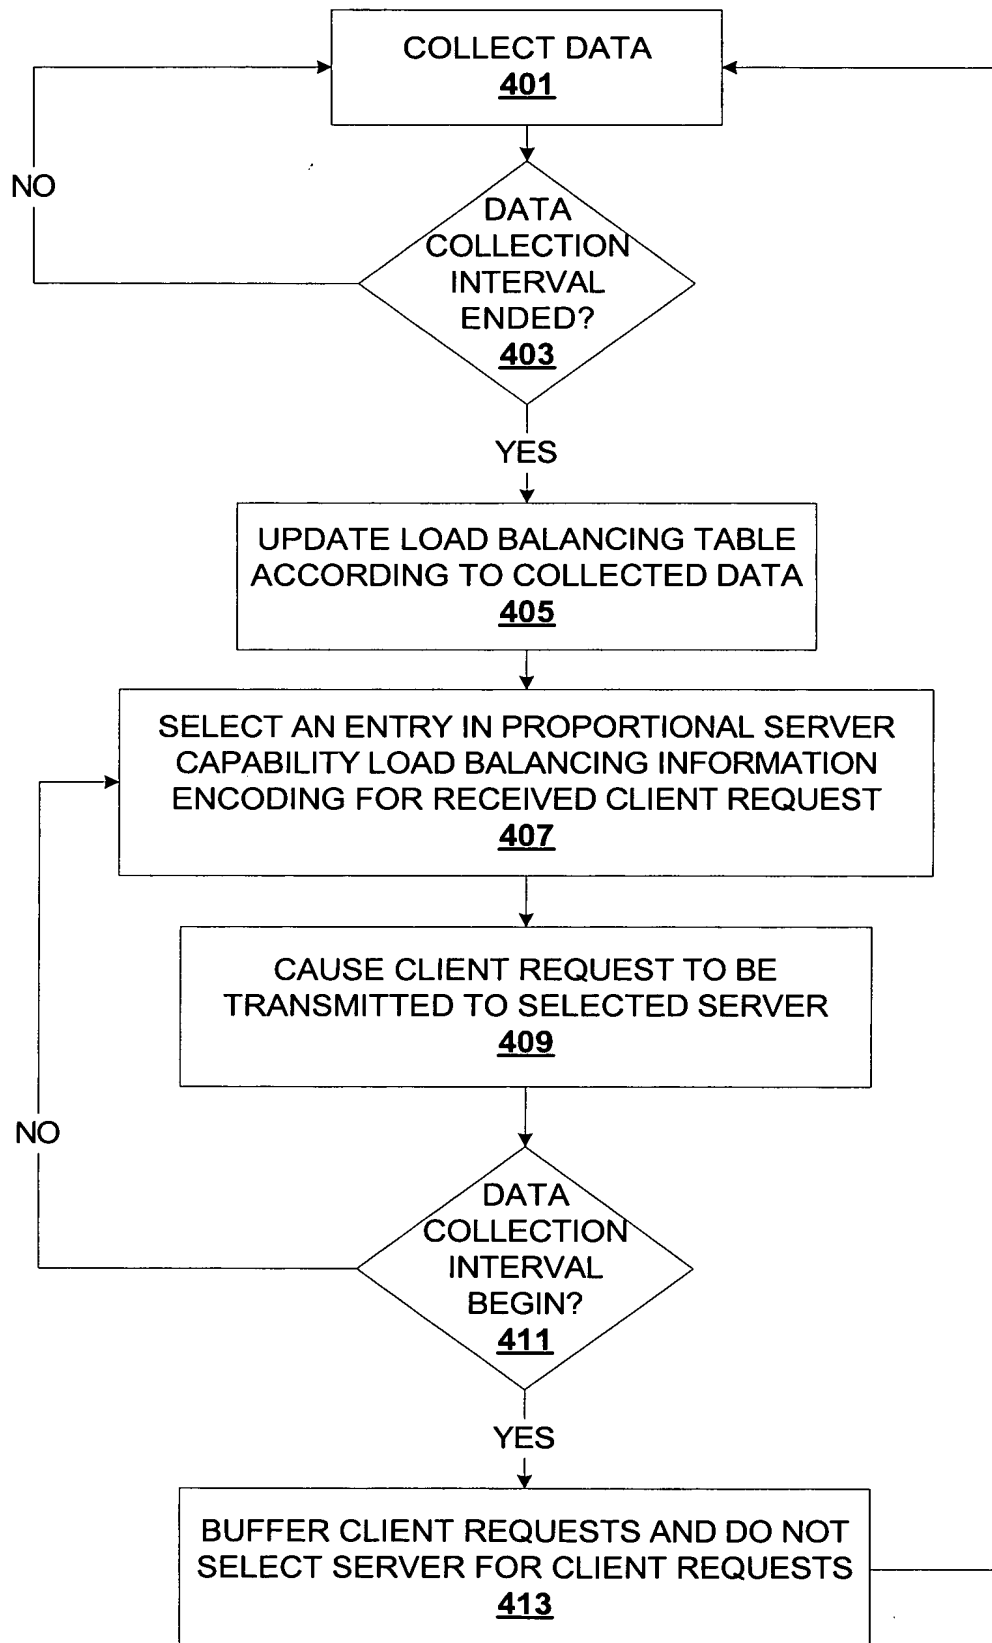 COLLECT DATA
401
NO
DATA
COLLECTION
INTERVAL
ENDED?
403
YES
UPDATE LOAD BALANCING TABLE
ACCORDING TO COLLECTED DATA
405
SELECT AN ENTRY IN PROPORTIONAL SERVER
CAPABILITY LOAD BALANCING INFORMATION
ENCODING FOR RECEIVED CLIENT REQUEST
407
CAUSE CLIENT REQUEST TO BE
TRANSMITTED TO SELECTED SERVER
409
NO
DATA
COLLECTION
INTERVAL
BEGIN?
411
YES
BUFFER CLIENT REQUESTS AND DO NOT
SELECT SERVER FOR CLIENT REQUESTS
413